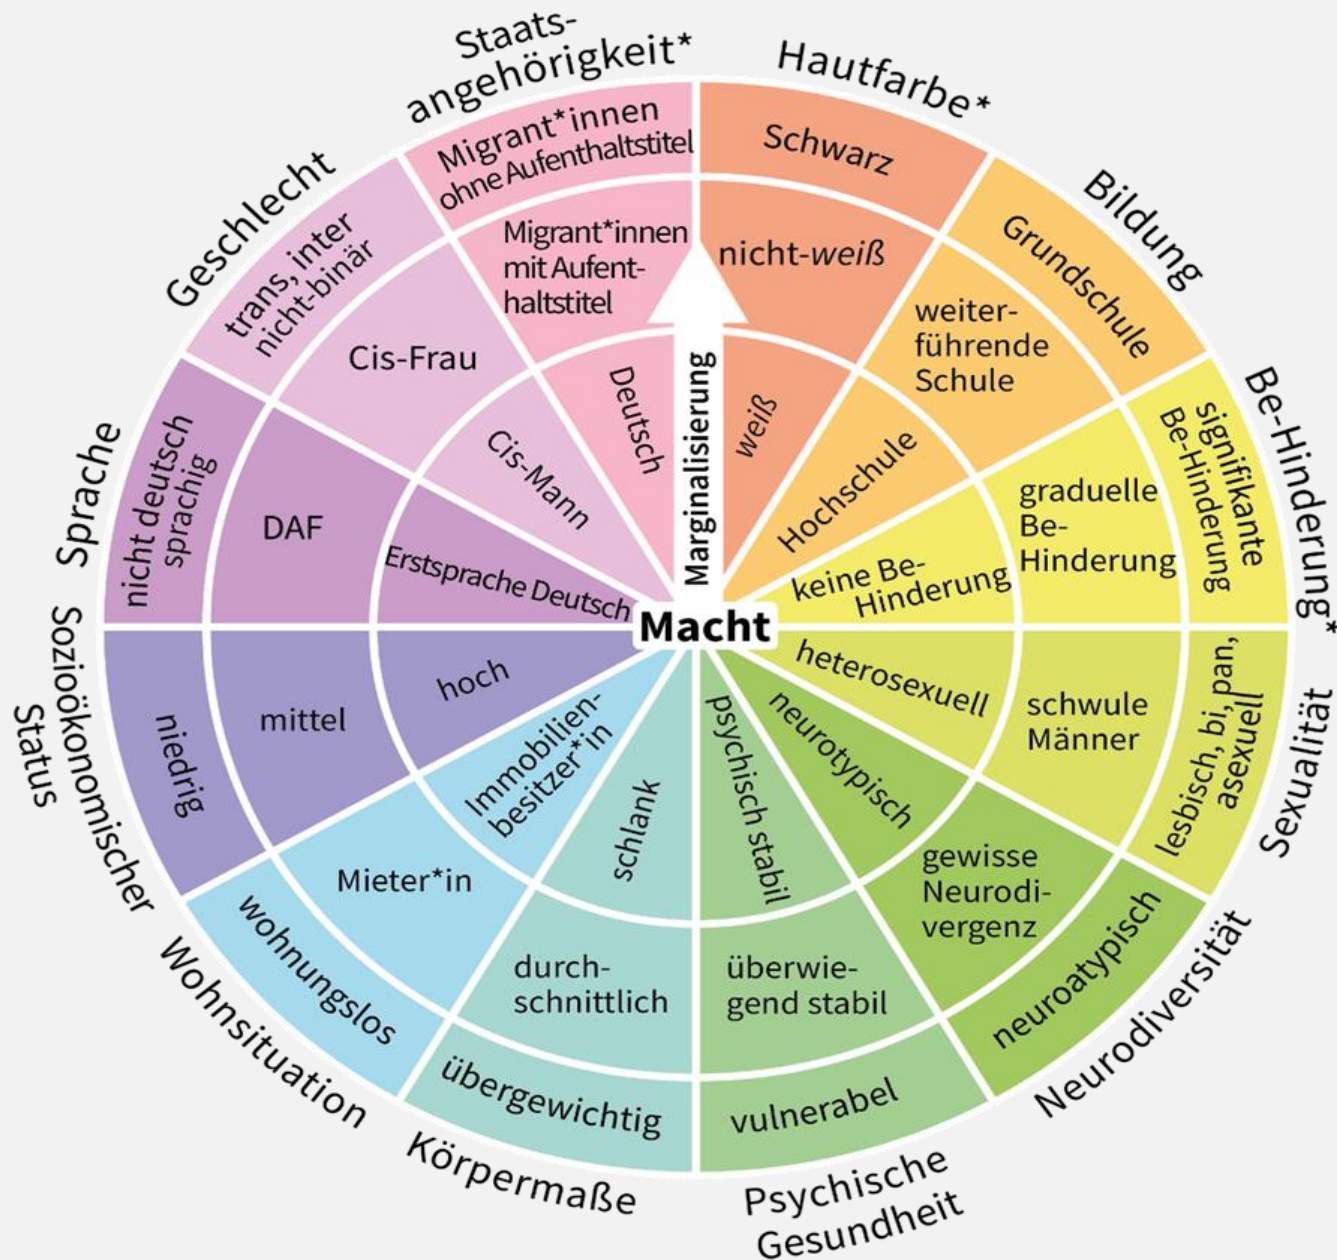 Staats-
angehörigkeit*
Migrant*innen
ohne Aufenthaltstitel
Migrant*innen
mit Aufent-
haltstitel
Deutsch
Hautfarbe*
Schwarz
nicht-weiß
weiß
Bildung
Grundschule
weiter-
führende
Schule
Hochschule
Be-Hinderung*
signifikante
Be-Hinderung
graduelle
Be-
Hinderung
keine Be-
Hinderung
Sexualität
lesbisch, bi, pan,
asexuell
schwule
Männer
heterosexuell
Neurodiversität
neuroatypisch
gewisse
Neurodi-
vergenz
neurotypisch
Psychische
Gesundheit
vulnerabel
überwie-
gend stabil
psychisch stabil
Körpermaße
übergewichtig
durch-
schnittlich
schlank
Wohnsituation
wohnungslos
Mieter*in
Immobilien-
besitzer*in
Sozioökonomischer
Status
niedrig
mittel
hoch
Sprache
nicht deutsch
sprachig
DAF
Erstsprache Deutsch
Geschlecht
trans, inter
nicht-binär
Cis-Frau
Cis-Mann
Marginalisierung
Macht